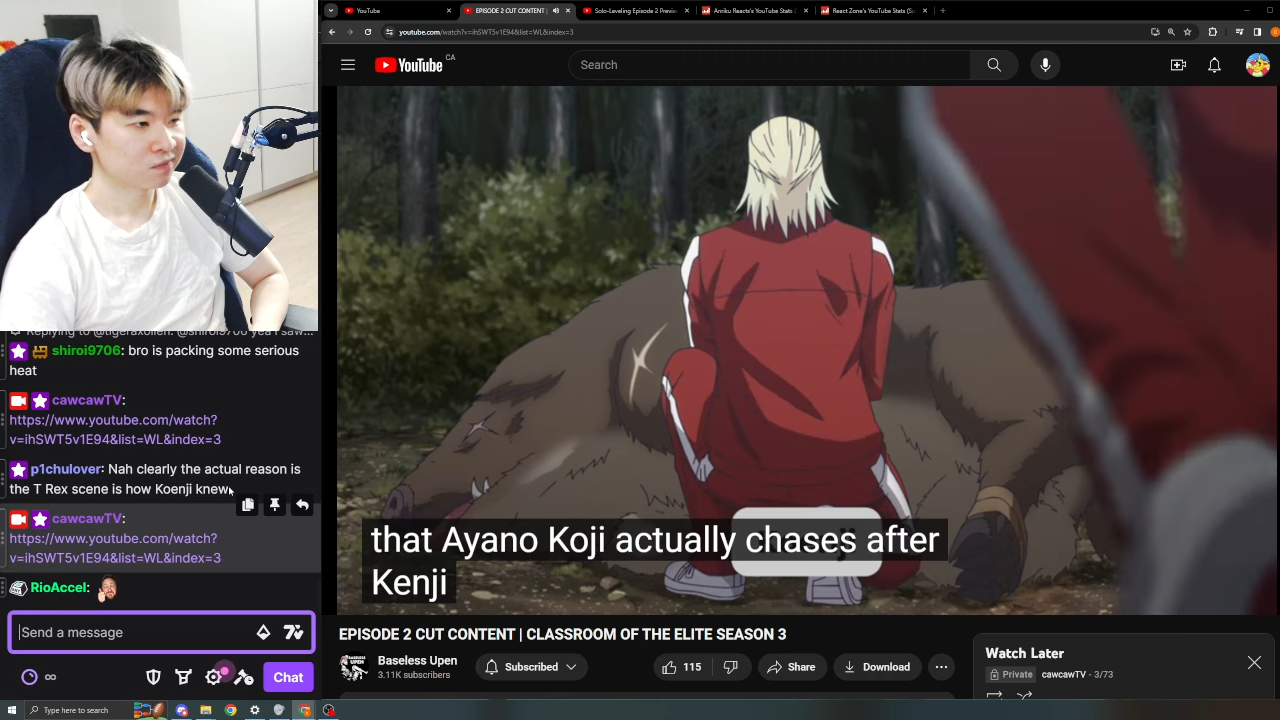 YouTube
EPISODE 2 CUT CONTENT |
Solo-Leveling Episode 2 Previe
Anriku Reacts's YouTube Stats (
React Zone's YouTube Stats (Su
youtube.com/watch?v=ihSWT5v1E94&list=WL&index=3
YouTube CA
Search
shiroi9706: bro is packing some serious
heat
cawcawTV:
https://www.youtube.com/watch?
v=ihSWT5v1E94&list=WL&index=3
p1chulover: Nah clearly the actual reason is
the T Rex scene is how Koenji knew
cawcawTV:
https://www.youtube.com/watch?
v=ihSWT5v1E94&list=WL&index=3
RioAccel:
Send a message
Chat
that Ayano Koji actually chases after
Kenji
EPISODE 2 CUT CONTENT | CLASSROOM OF THE ELITE SEASON 3
Baseless Upen
3.11K subscribers
Subscribed
115
Share
Download
Watch Later
Private cawcawTV - 3/73
Type here to search